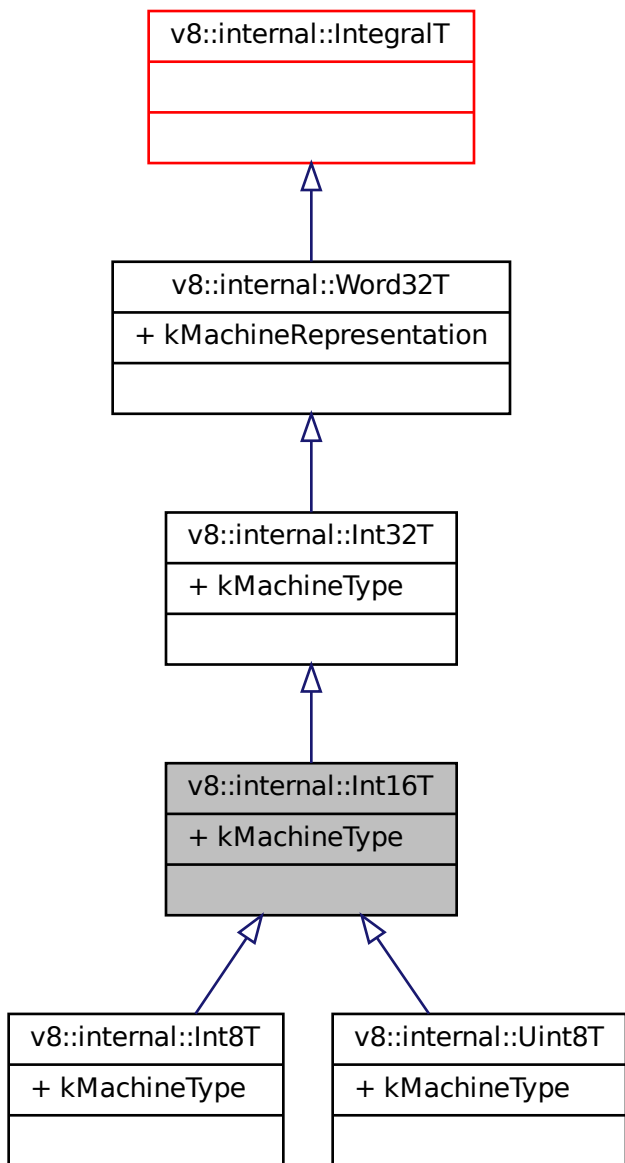 v8::internal::IntegralT
v8::internal::Word32T
+ kMachineRepresentation
v8::internal::Int32T
+ kMachineType
v8::internal::Int16T
+ kMachineType
v8::internal::Int8T
+ kMachineType
v8::internal::Uint8T
+ kMachineType